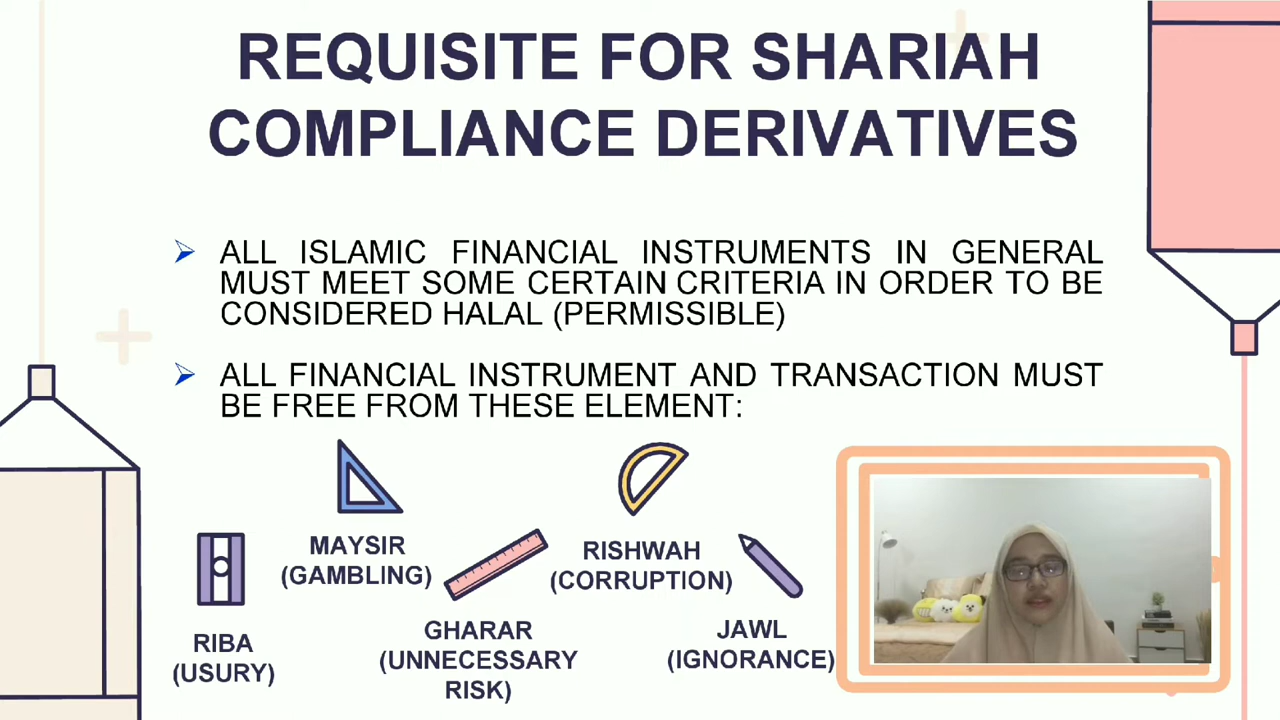 REQUISITE FOR SHARIAH
COMPLIANCE DERIVATIVES
ALL ISLAMIC FINANCIAL INSTRUMENTS IN GENERAL
MUST MEET SOME CERTAIN CRITERIA IN ORDER TO BE
CONSIDERED HALAL (PERMISSIBLE)
ALL FINANCIAL INSTRUMENT AND TRANSACTION MUST
BE FREE FROM THESE ELEMENT:
RIBA
(USURY)
MAYSIR
(GAMBLING)
GHARAR
(UNNECESSARY
RISK)
RISHWAH
(CORRUPTION)
JAWL
(IGNORANCE)